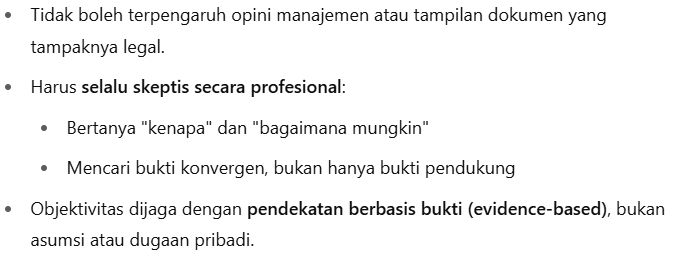 • Tidak boleh terpengaruh opini manajemen atau tampilan dokumen yang
tampaknya legal.
• Harus selalu skeptis secara profesional:
• Bertanya "kenapa" dan "bagaimana mungkin"
• Mencari bukti konvergen, bukan hanya bukti pendukung
• Objektivitas dijaga dengan pendekatan berbasis bukti (evidence-based), bukan
asumsi atau dugaan pribadi.